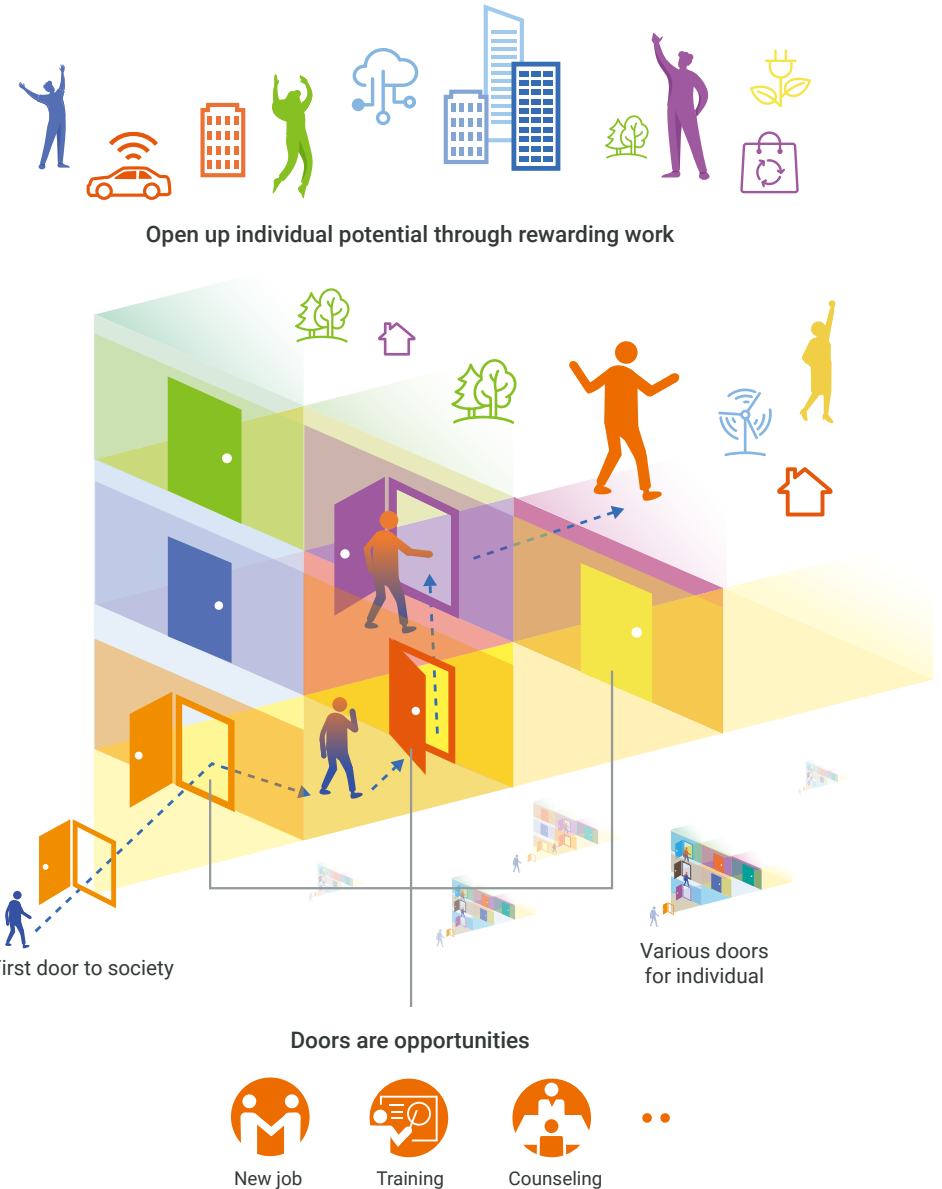 Open up individual potential through rewarding work
irst door to society
Various doors
for individual
Doors are opportunities
New job
Training
Counseling